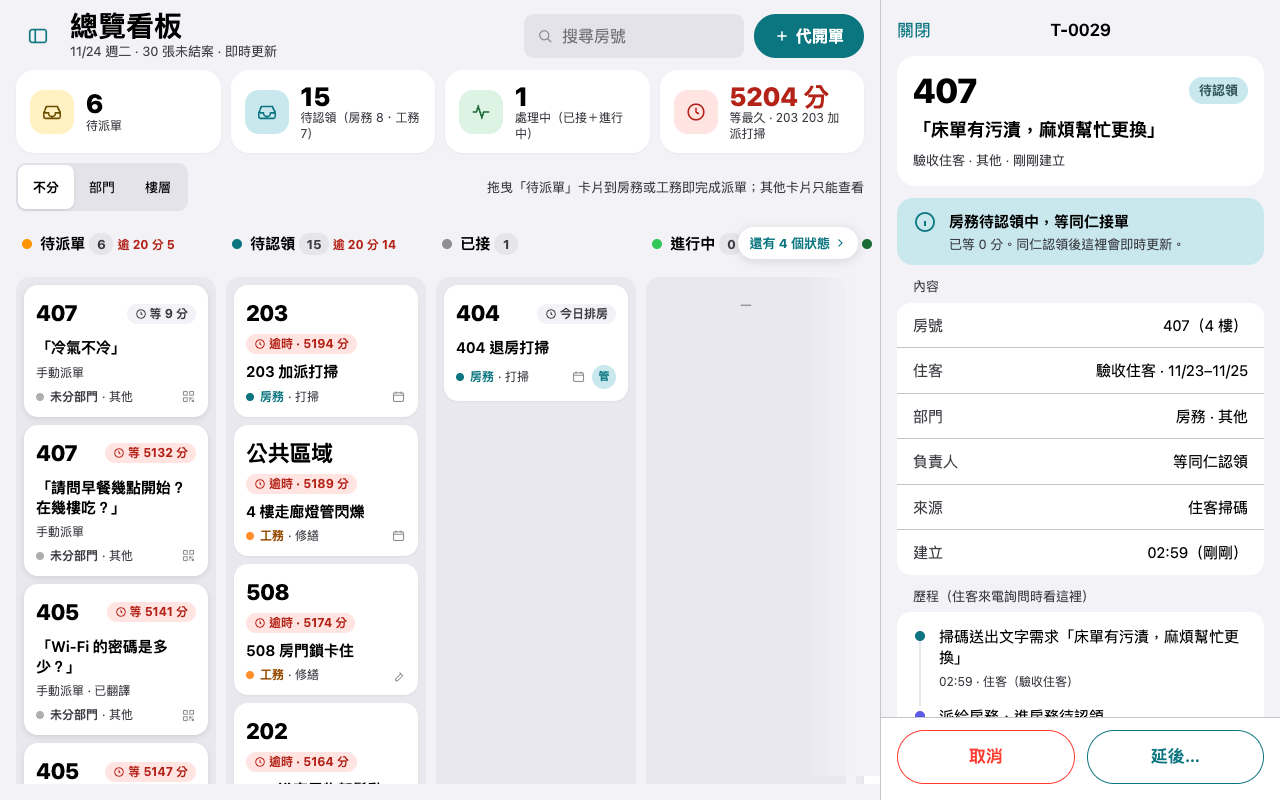 總覽看板
11/24 週二 · 30 張未結案 · 即時更新
搜尋房號
+ 代開單
6
待派單
15
待認領（房務 8 · 工務 7）
1
處理中（已接＋進行中）
5204 分
等最久 · 203 203 加派打掃
不分
部門
樓層
拖曳「待派單」卡片到房務或工務即完成派單；其他卡片只能查看
待派單 6 逾 20 分 5
待認領 15 逾 20 分 14
已接 1
進行中 0
還有 4 個狀態
407
等 9 分
「冷氣不冷」
手動派單
未分部門 · 其他
407
等 5132 分
「請問早餐幾點開始？
在幾樓吃？」
手動派單
未分部門 · 其他
405
等 5141 分
「Wi-Fi 的密碼是多
少？」
手動派單 · 已翻譯
未分部門 · 其他
405
等 5147 分
203
逾時 · 5194 分
203 加派打掃
房務 · 打掃
公共區域
逾時 · 5189 分
4 樓走廊燈管閃爍
工務 · 修繕
508
逾時 · 5174 分
508 房門鎖卡住
工務 · 修繕
202
逾時 · 5164 分
404
今日排房
404 退房打掃
房務 · 打掃
管
—
關閉
T-0029
407
待認領
「床單有污漬，麻煩幫忙更換」
驗收住客 · 其他 · 剛剛建立
房務待認領中，等同仁接單
已等 0 分。同仁認領後這裡會即時更新。
內容
房號
407（4 樓）
住客
驗收住客 · 11/23–11/25
部門
房務 · 其他
負責人
等同仁認領
來源
住客掃碼
建立
02:59（剛剛）
歷程（住客來電詢問時看這裡）
掃碼送出文字需求「床單有污漬，麻煩幫忙更
換」
02:59 · 住客（驗收住客）
派給房務，進房務待認領
取消
延後...